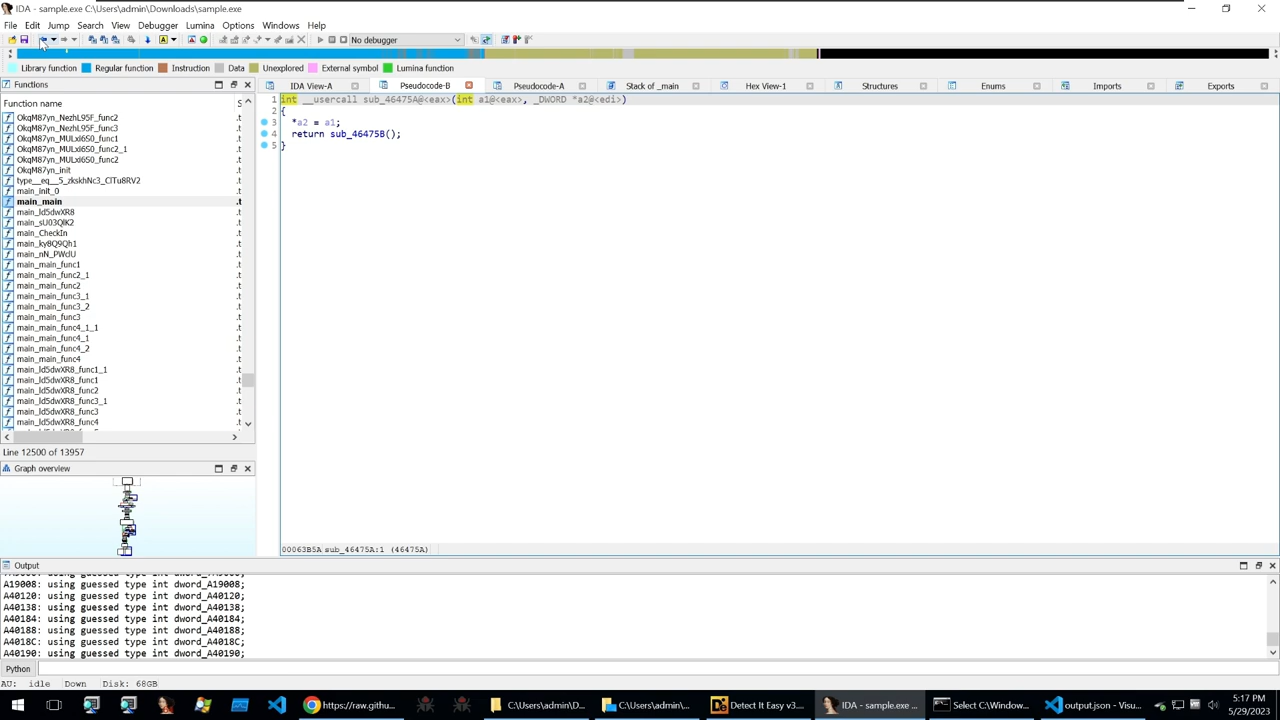 IDA - sample.exe C:\Users\admin\Downloads\sample.exe
File Edit Jump Search View Debugger Lumina Options Windows Help
No debugger
Library function Regular function Instruction Data Unexplored External symbol Lumina function
Functions
IDA View-A Pseudocode-B Pseudocode-A Stack of _main Hex View-1 Structures Enums Imports Exports
Function name S
OkqM87yn_NezhL95F_func2
OkqM87yn_NezhL95F_func3
OkqM87yn_MULxI6S0_func1
OkqM87yn_MULxI6S0_func2_1
OkqM87yn_MULxI6S0_func2
OkqM87yn_init
type__eq__5_zkskhNc3_ClTu8RV2
main_init_0
main_main
main_ld5dwXR8
main_sU03QlK2
main_CheckIn
main_ky8Q9Qh1
main_nN_PWclU
main_main_func1
main_main_func2_1
main_main_func2
main_main_func3_1
main_main_func3_2
main_main_func3
main_main_func4_1_1
main_main_func4_1
main_main_func4_2
main_main_func4
main_ld5dwXR8_func1_1
main_ld5dwXR8_func1
main_ld5dwXR8_func2
main_ld5dwXR8_func3_1
main_ld5dwXR8_func3
main_ld5dwXR8_func4
Line 12500 of 13957
Graph overview
1 int __usercall sub_46475A@<eax>(int a1@<eax>, _DWORD *a2@<edi>)
2 {
3 *a2 = a1;
4 return sub_46475B();
5 }
00063B5A sub_46475A:1 (46475A)
Output
A19008: using guessed type int dword_A19008;
A40120: using guessed type int dword_A40120;
A40138: using guessed type int dword_A40138;
A40184: using guessed type int dword_A40184;
A40188: using guessed type int dword_A40188;
A4018C: using guessed type int dword_A4018C;
A40190: using guessed type int dword_A40190;
Python
AU: idle Down Disk: 68GB
https://raw.githu... C:\Users\admin\D... C:\Users\admin\... Detect It Easy v3.... IDA - sample.exe ... Select C:\Window... output.json - Visu...
5:17 PM
5/29/2023